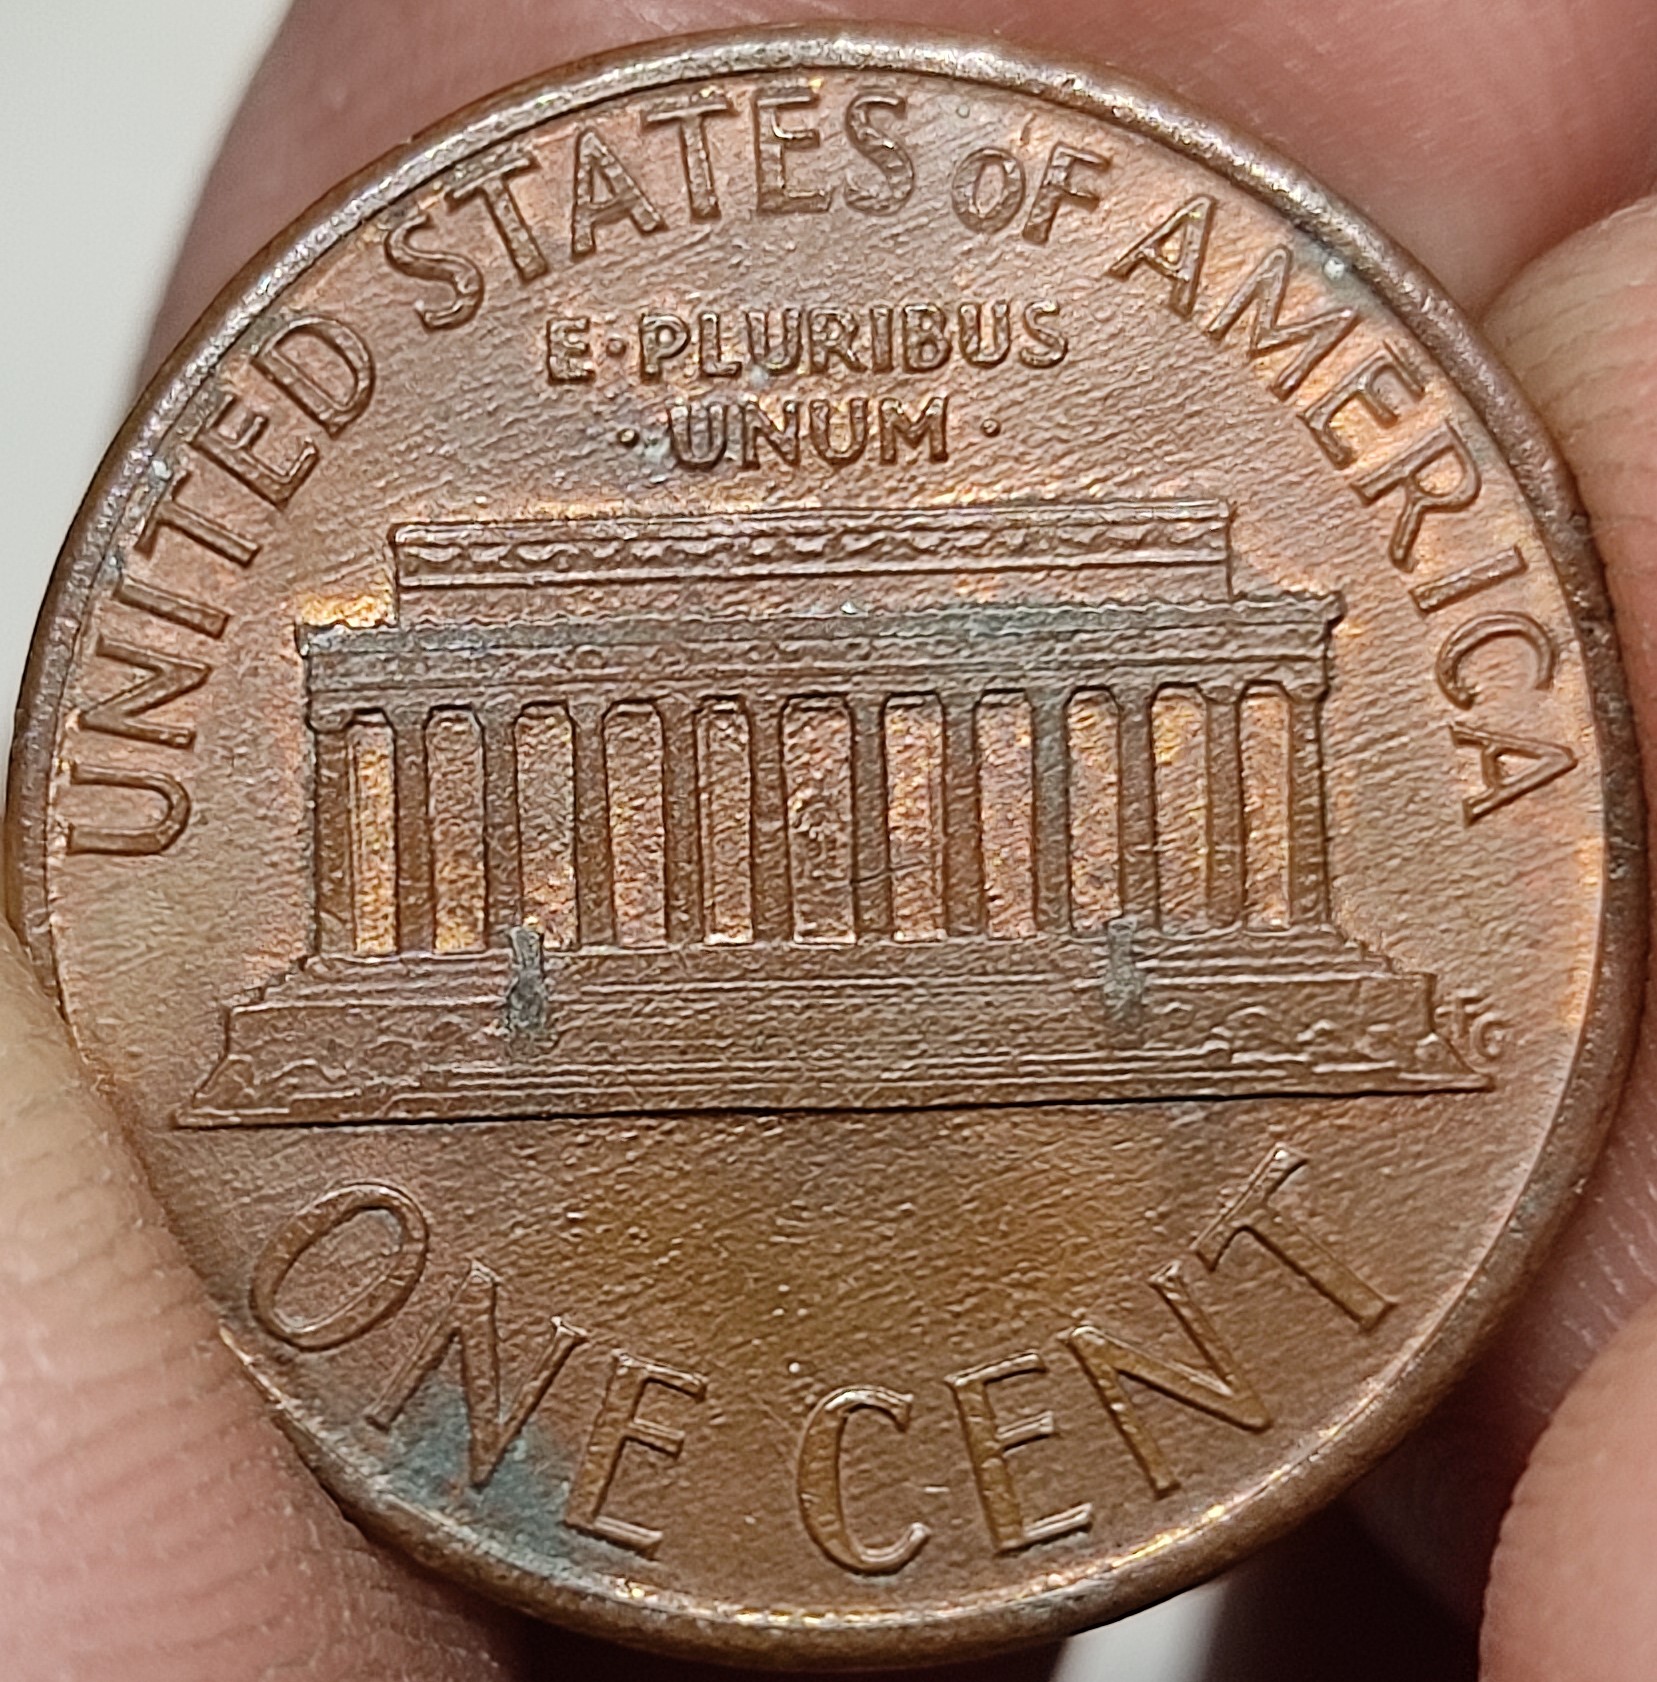 UNITED STATES OF AMERICA
E·PLURIBUS
·UNUM·
FG
ONE CENT